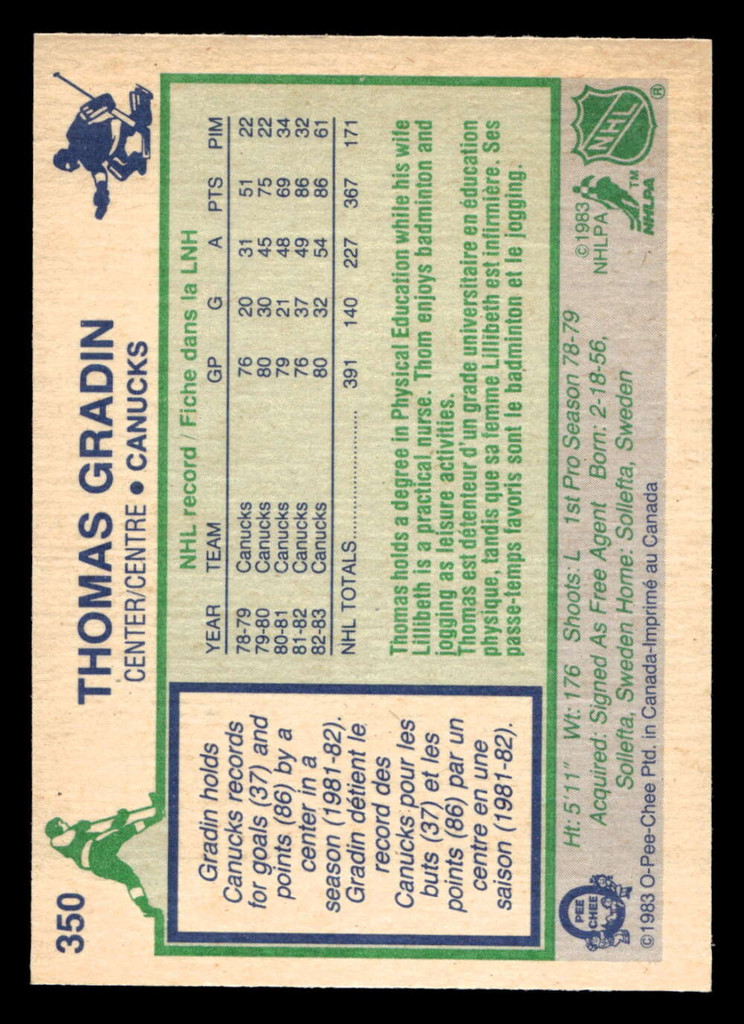 350
THOMAS GRADIN
CENTER/CENTRE • CANUCKS
Gradin holds
Canucks records
for goals (37) and
points (86) by a
center in a
season (1981-82).
Gradin détient le
record des
Canucks pour les
buts (37) et les
points (86) par un
centre en une
saison (1981-82).
NHL record / Fiche dans la LNH
YEAR TEAM GP G A PTS PIM
78-79 Canucks 76 20 31 51 22
79-80 Canucks 80 30 45 75 22
80-81 Canucks 79 21 48 69 34
81-82 Canucks 76 37 49 86 32
82-83 Canucks 80 32 54 86 61
NHL TOTALS 391 140 227 367 171
Thomas holds a degree in Physical Education while his wife
Lillibeth is a practical nurse. Thom enjoys badminton and
jogging as leisure activities.
Thomas est détenteur d'un grade universitaire en éducation
physique, tandis que sa femme Lillibeth est infirmière. Ses
passe-temps favoris sont le badminton et le jogging.
PEE
CHEE
Ht: 5'11" Wt: 176 Shoots: L 1st Pro Season 78-79
Acquired: Signed As Free Agent Born: 2-18-56,
Solletta, Sweden Home: Solletta, Sweden
©1983
NHLPA
NHLPA
TM
NHL
®
©1983 O-Pee-Chee Ptd. in Canada-Imprimé au Canada